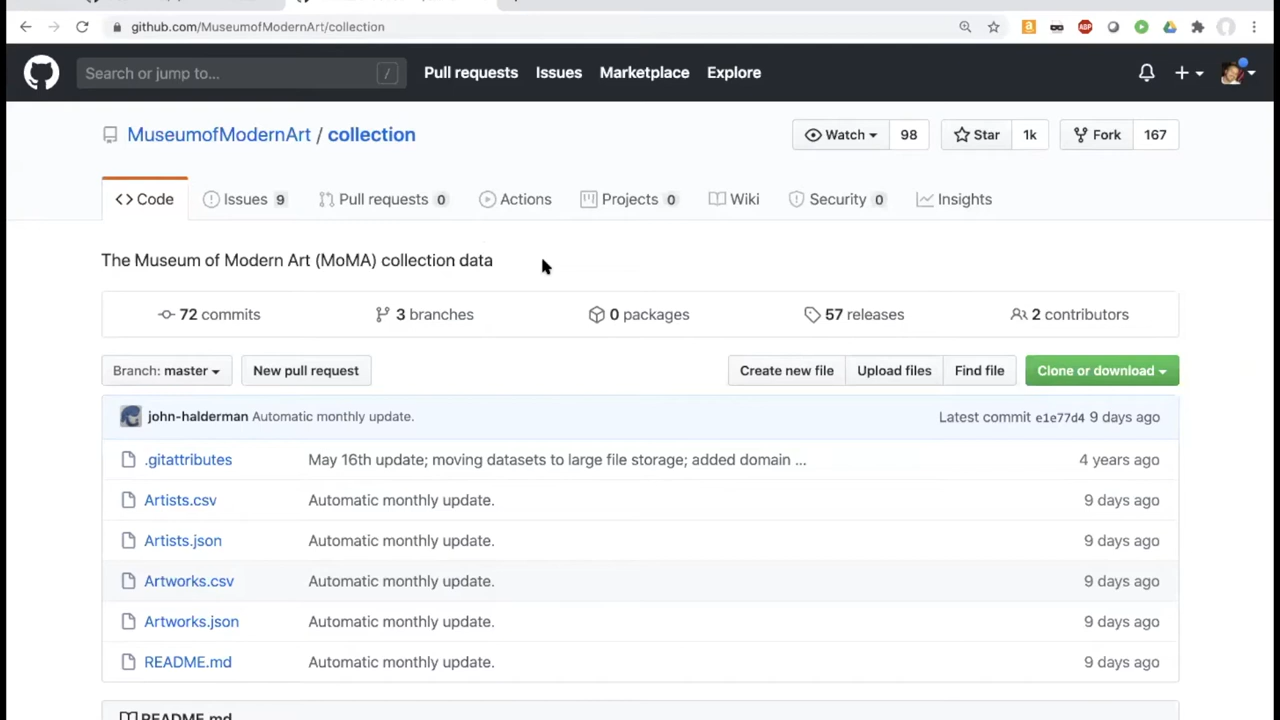 github.com/MuseumofModernArt/collection
ABP
Search or jump to... /
Pull requests Issues Marketplace Explore
MuseumofModernArt / collection
Watch 98 Star 1k Fork 167
Code Issues 9 Pull requests 0 Actions Projects 0 Wiki Security 0 Insights
The Museum of Modern Art (MoMA) collection data
72 commits 3 branches 0 packages 57 releases 2 contributors
Branch: master New pull request Create new file Upload files Find file Clone or download
john-halderman Automatic monthly update. Latest commit e1e77d4 9 days ago
.gitattributes May 16th update; moving datasets to large file storage; added domain ... 4 years ago
Artists.csv Automatic monthly update. 9 days ago
Artists.json Automatic monthly update. 9 days ago
Artworks.csv Automatic monthly update. 9 days ago
Artworks.json Automatic monthly update. 9 days ago
README.md Automatic monthly update. 9 days ago
README.md